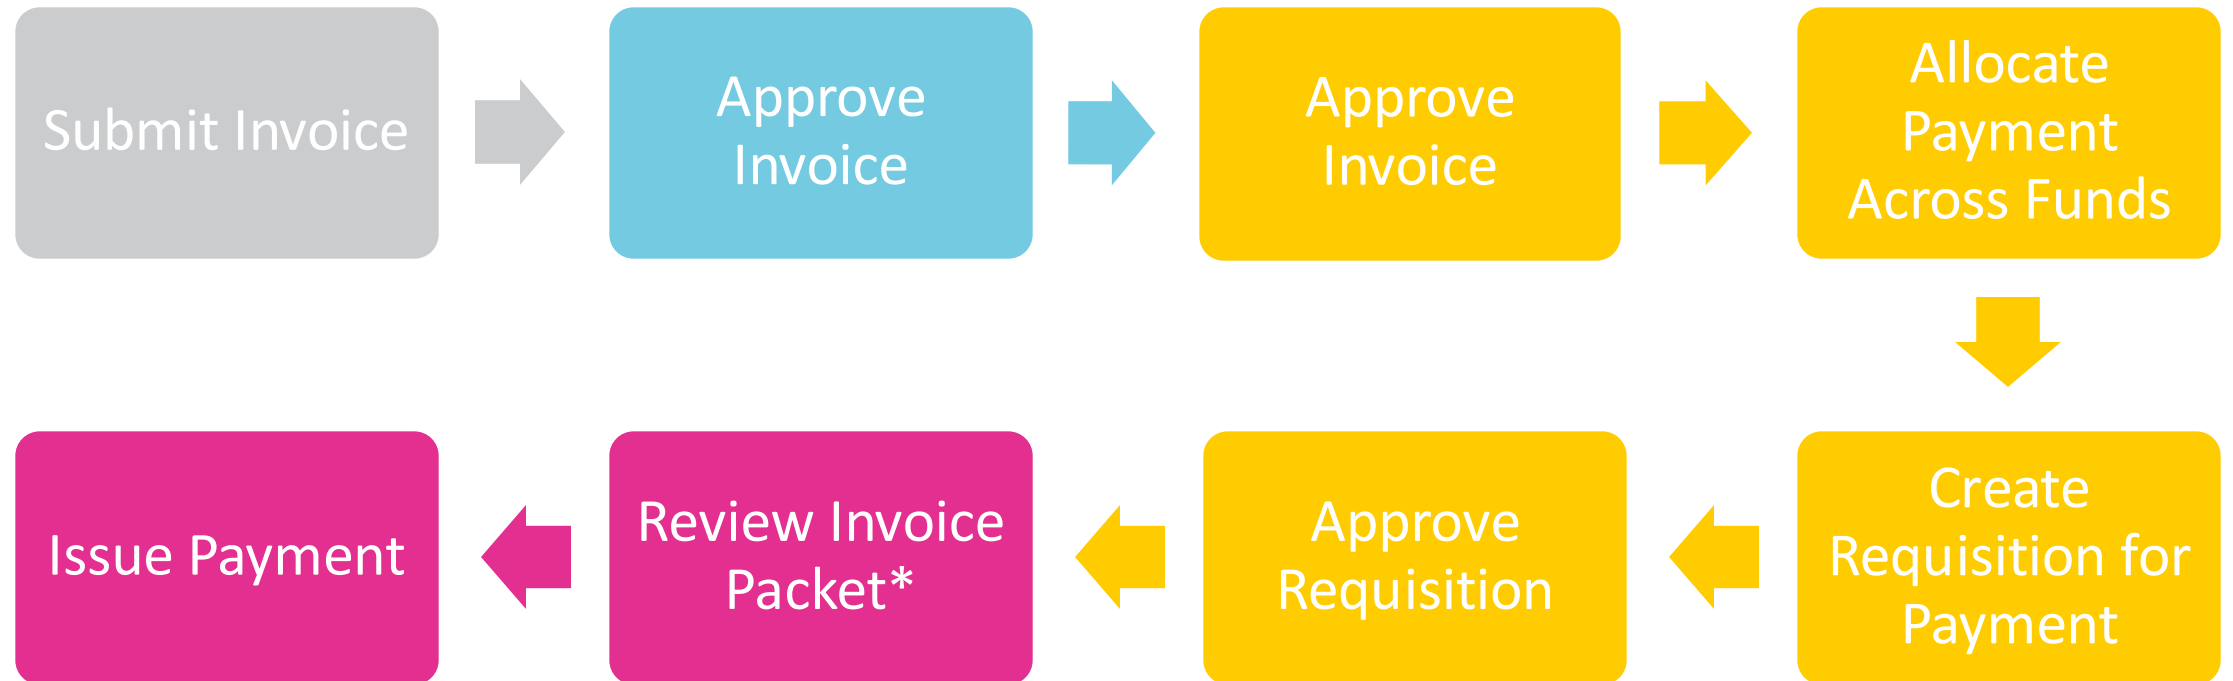 Submit Invoice
Approve
Invoice
Approve
Invoice
Allocate
Payment
Across Funds
Create
Requisition for
Payment
Approve
Requisition
Review Invoice
Packet*
Issue Payment